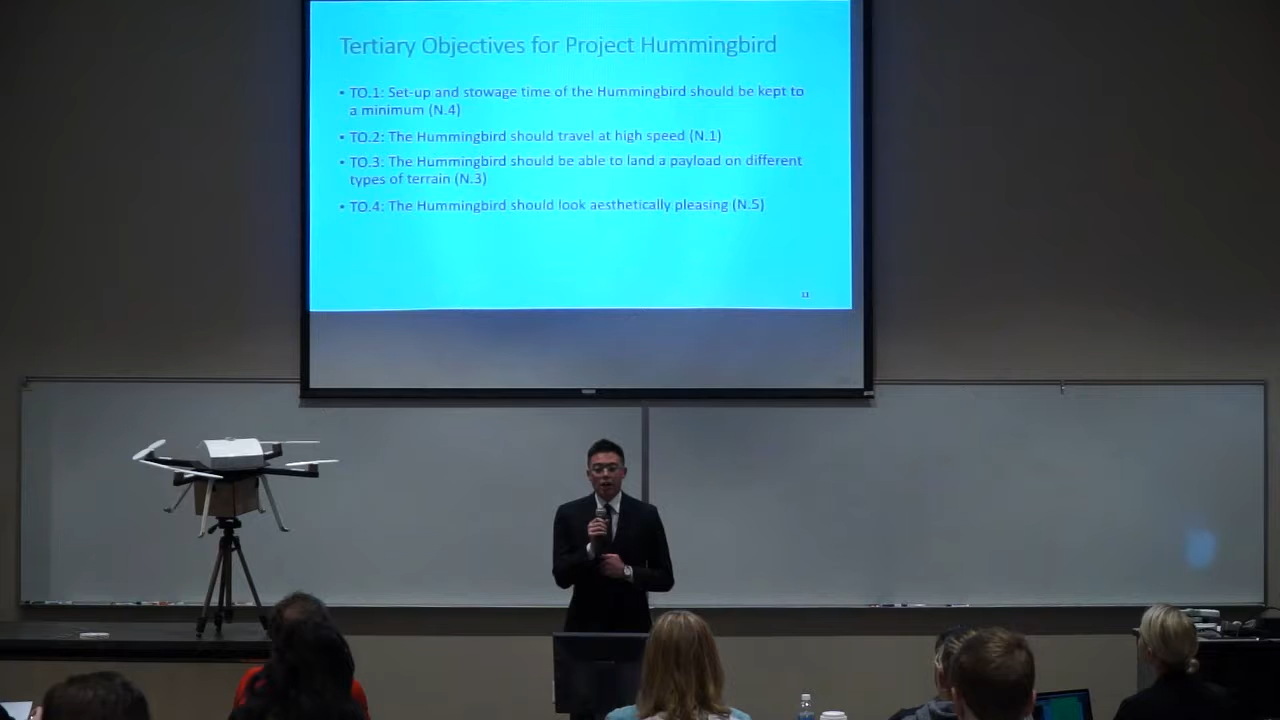 Tertiary Objectives for Project Hummingbird
• TO.1: Set-up and stowage time of the Hummingbird should be kept to
a minimum (N.4)
• TO.2: The Hummingbird should travel at high speed (N.1)
• TO.3: The Hummingbird should be able to land a payload on different
types of terrain (N.3)
• TO.4: The Hummingbird should look aesthetically pleasing (N.5)